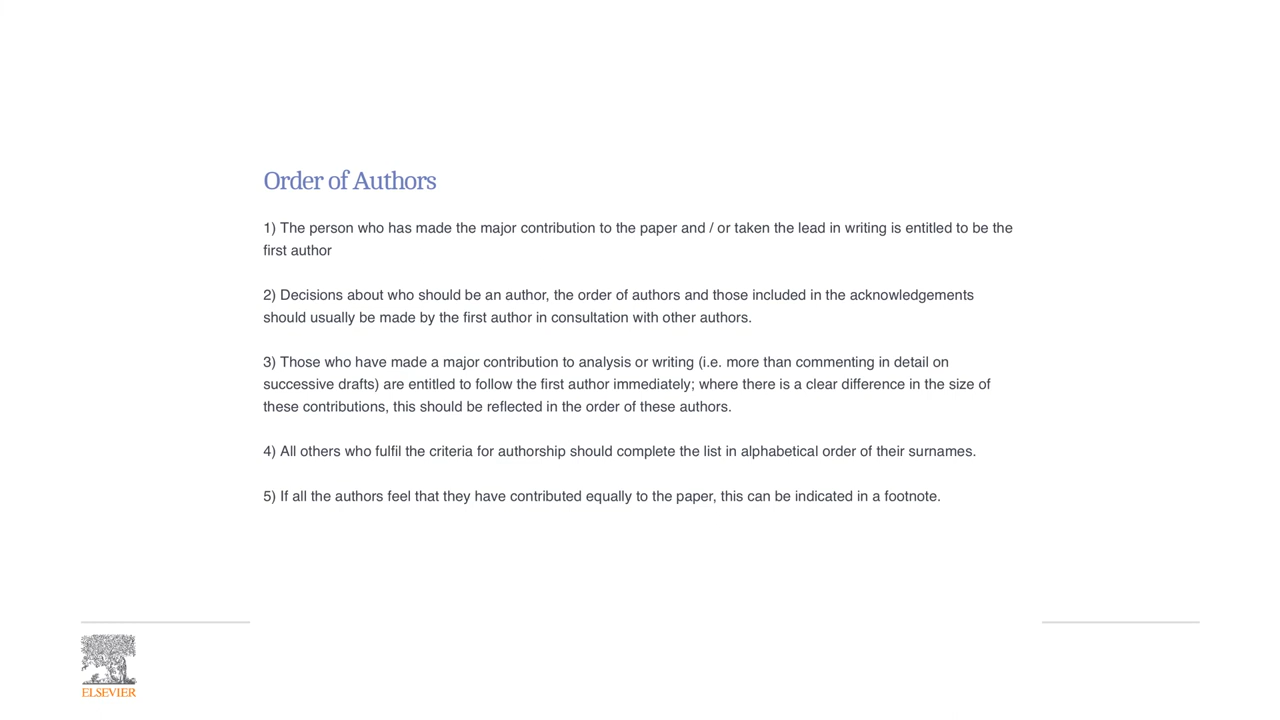 Order of Authors
1) The person who has made the major contribution to the paper and / or taken the lead in writing is entitled to be the
first author
2) Decisions about who should be an author, the order of authors and those included in the acknowledgements
should usually be made by the first author in consultation with other authors.
3) Those who have made a major contribution to analysis or writing (i.e. more than commenting in detail on
successive drafts) are entitled to follow the first author immediately; where there is a clear difference in the size of
these contributions, this should be reflected in the order of these authors.
4) All others who fulfil the criteria for authorship should complete the list in alphabetical order of their surnames.
5) If all the authors feel that they have contributed equally to the paper, this can be indicated in a footnote.
ELSEVIER